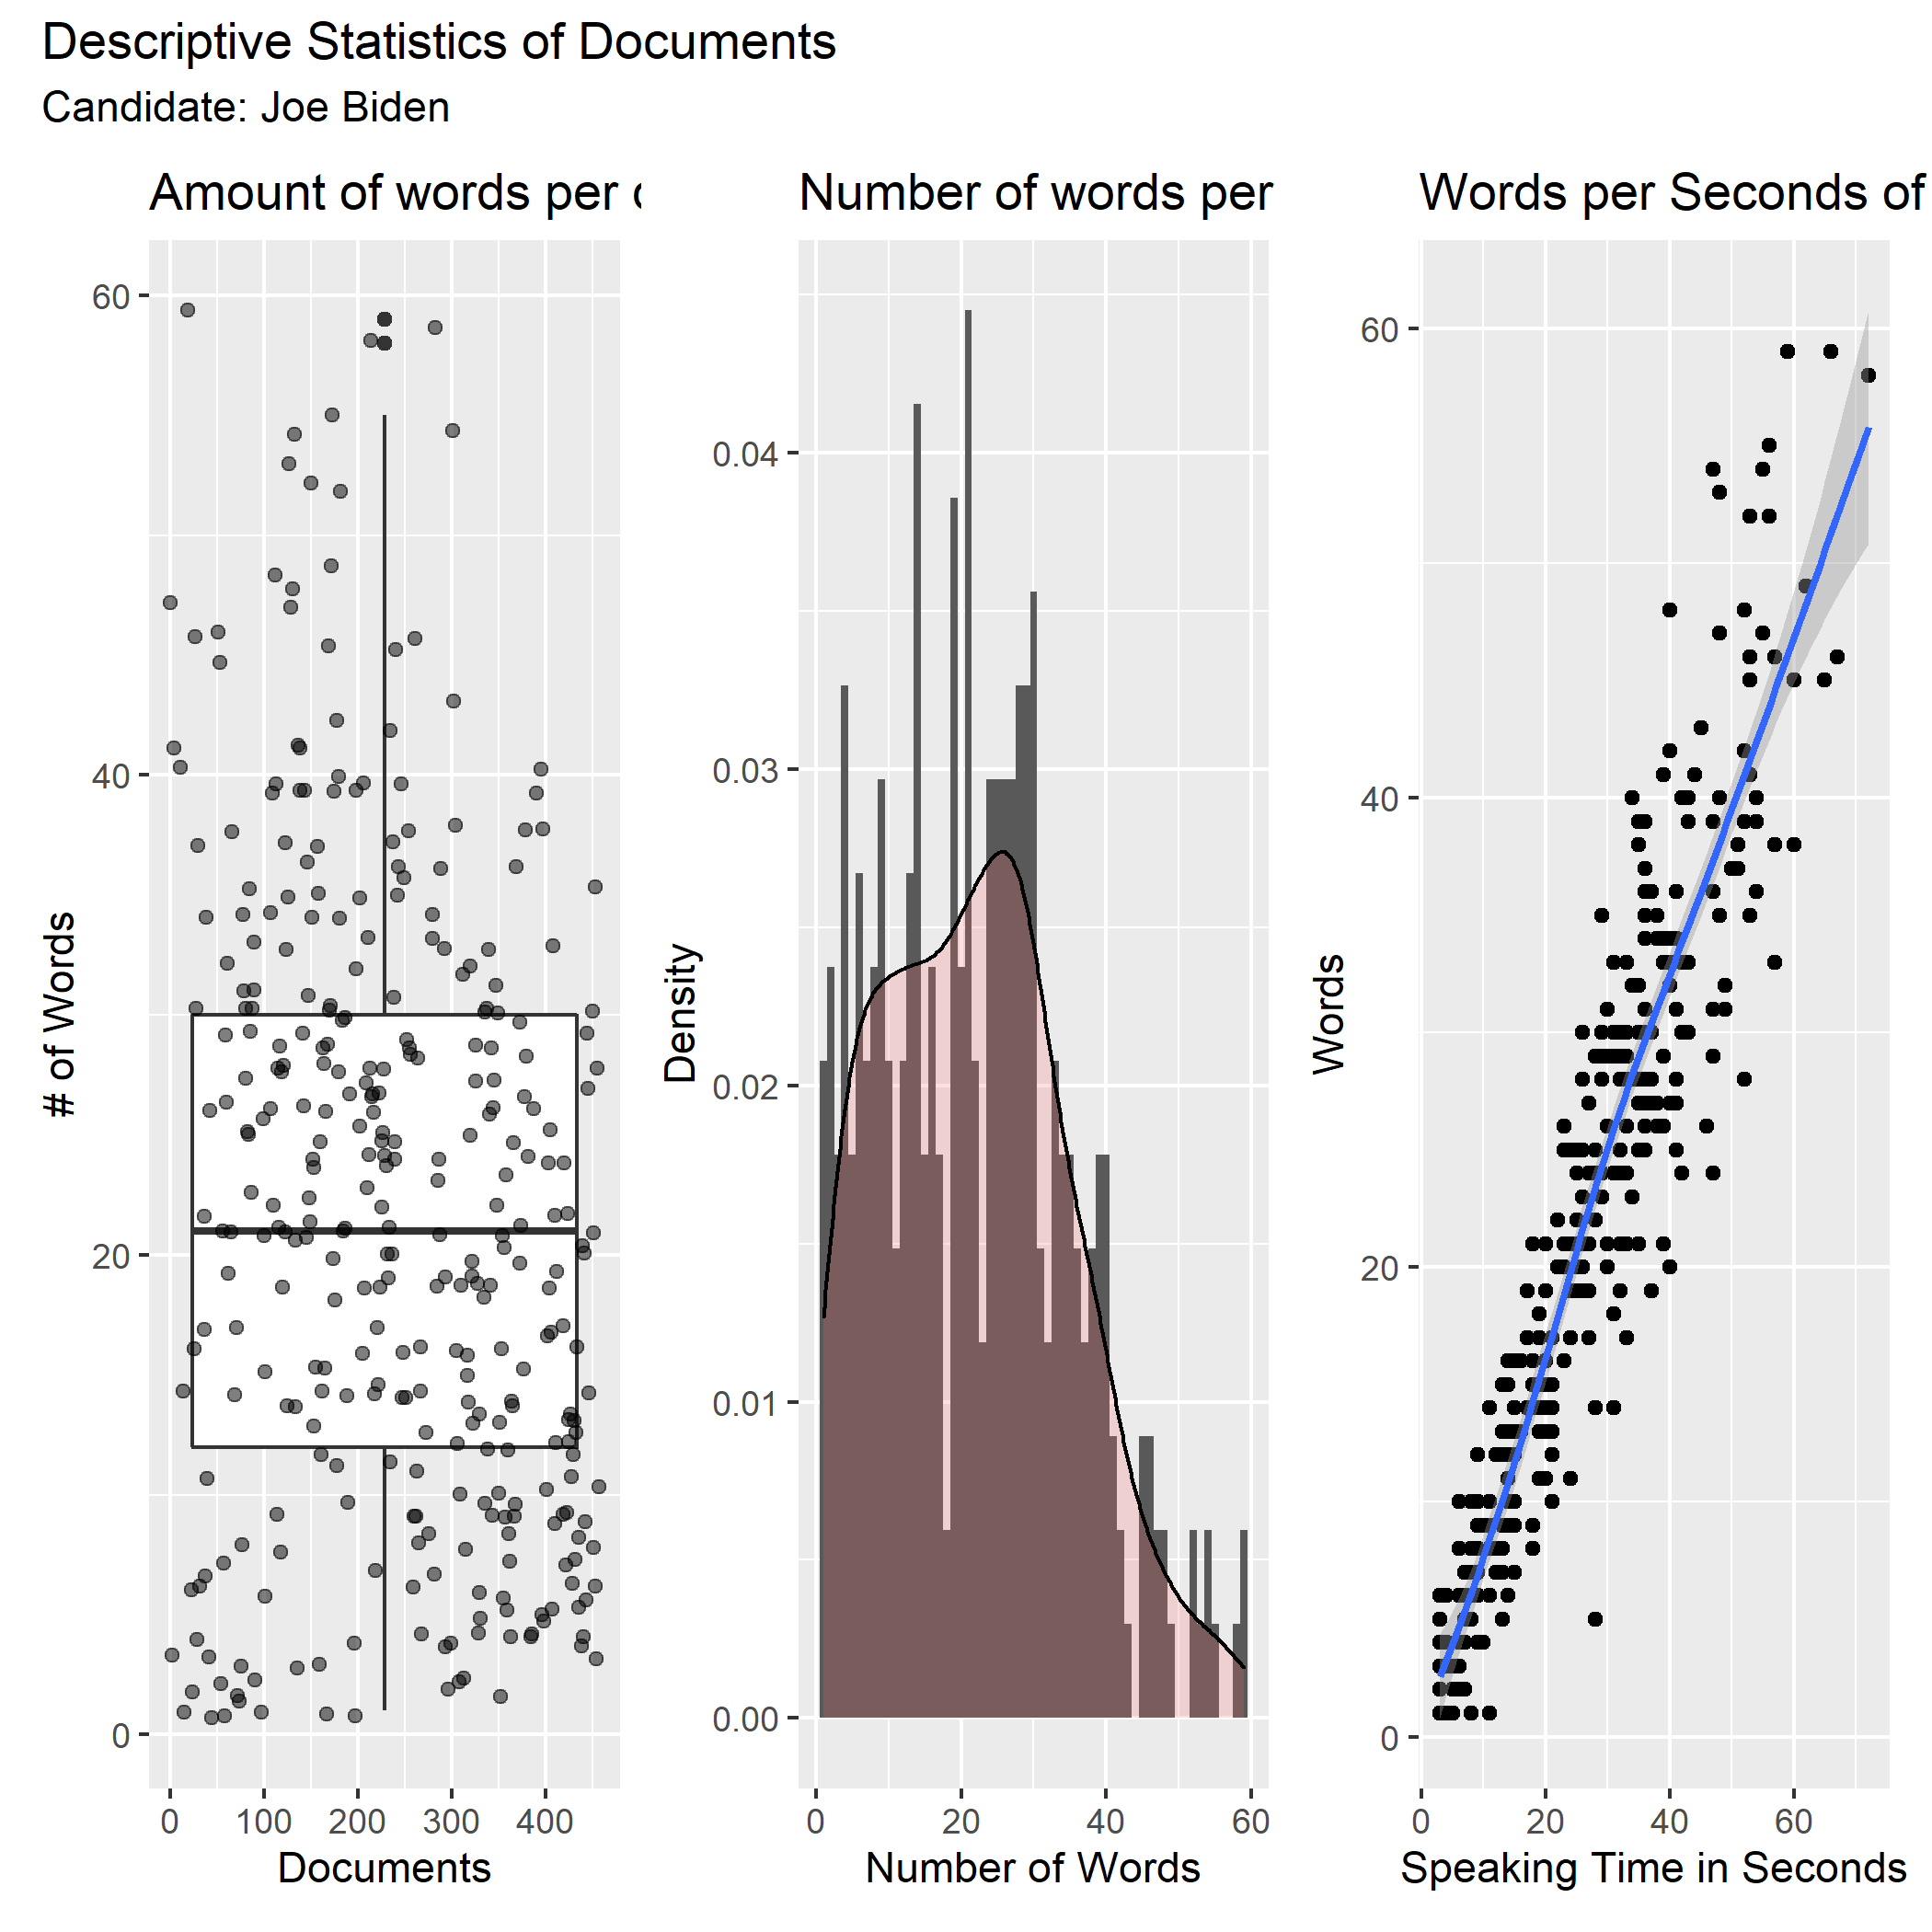 Descriptive Statistics of Documents
Candidate: Joe Biden
Amount of words per
Number of words per
Words per Seconds of
60
40
20
0
# of Words
0 100 200 300 400
Documents
0.04
0.03
0.02
0.01
0.00
Density
0 20 40 60
Number of Words
60
40
20
0
Words
0 20 40 60
Speaking Time in Seconds